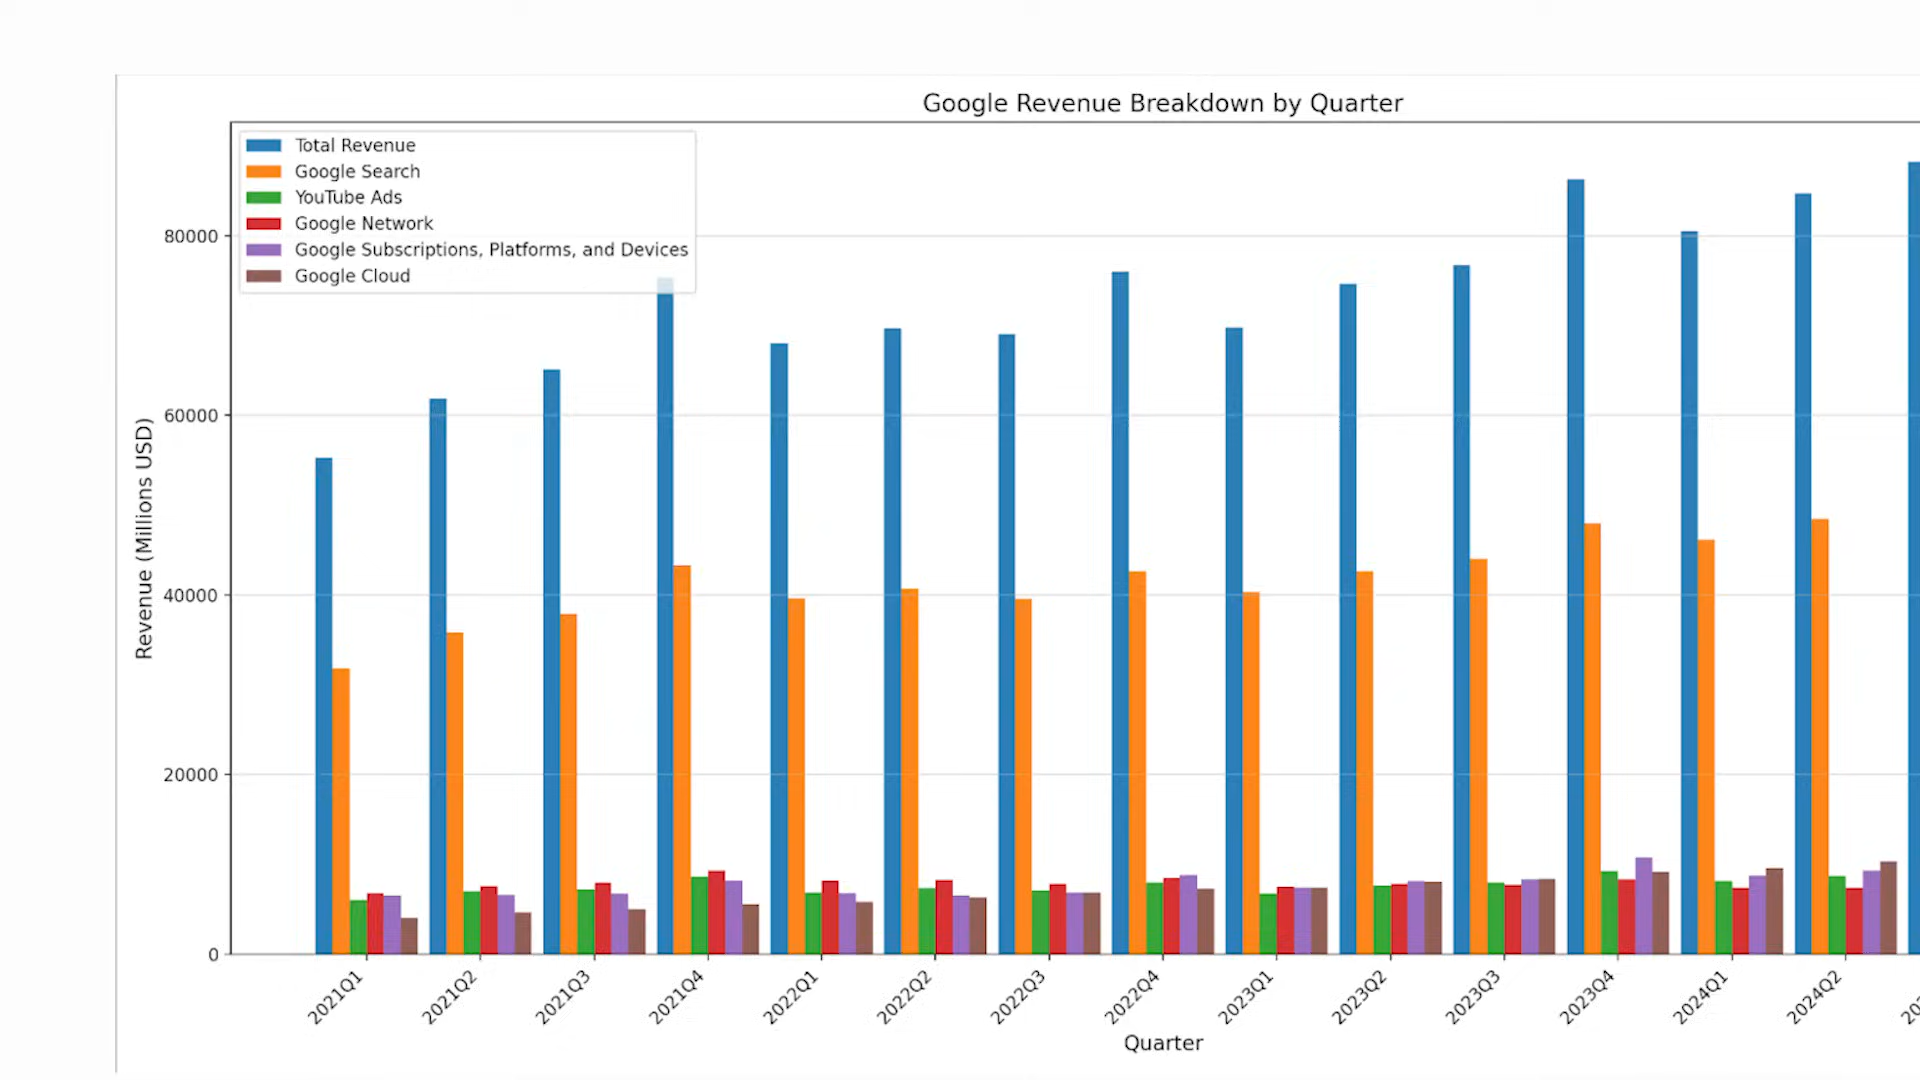 Google Revenue Breakdown by Quarter
Total Revenue
Google Search
YouTube Ads
Google Network
Google Subscriptions, Platforms, and Devices
Google Cloud
80000
60000
40000
20000
0
Revenue (Millions USD)
2021Q1
2021Q2
2021Q3
2021Q4
2022Q1
2022Q2
2022Q3
2022Q4
2023Q1
2023Q2
2023Q3
2023Q4
2024Q1
2024Q2
Quarter